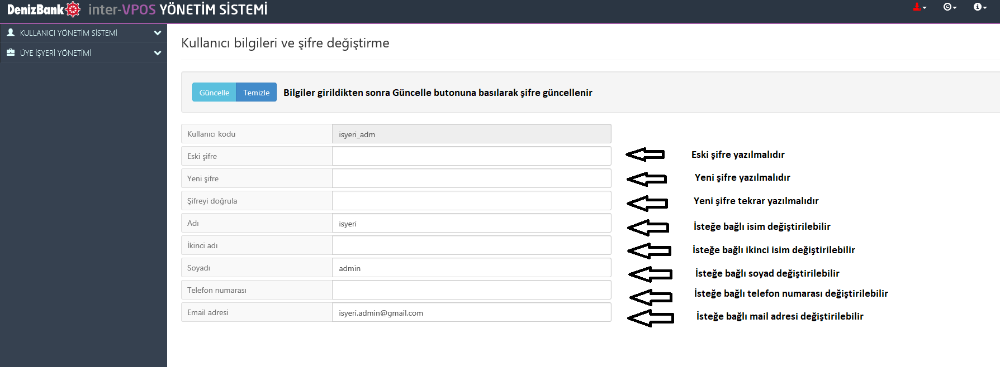 DenizBank inter-VPOS YÖNETİM SİSTEMİ
KULLANICI YÖNETİM SİSTEMİ
ÜYE İŞYERİ YÖNETİMİ
Kullanıcı bilgileri ve şifre değiştirme
Güncelle Temizle Bilgiler girildikten sonra Güncelle butonuna basılarak şifre güncellenir
Kullanıcı kodu isyeri_adm
Eski şifre Eski şifre yazılmalıdır
Yeni şifre Yeni şifre yazılmalıdır
Şifreyi doğrula Yeni şifre tekrar yazılmalıdır
Adı isyeri İsteğe bağlı isim değiştirilebilir
İkinci adı İsteğe bağlı ikinci isim değiştirilebilir
Soyadı admin İsteğe bağlı soyad değiştirilebilir
Telefon numarası İsteğe bağlı telefon numarası değiştirilebilir
Email adresi isyeri.admin@gmail.com İsteğe bağlı mail adresi değiştirilebilir